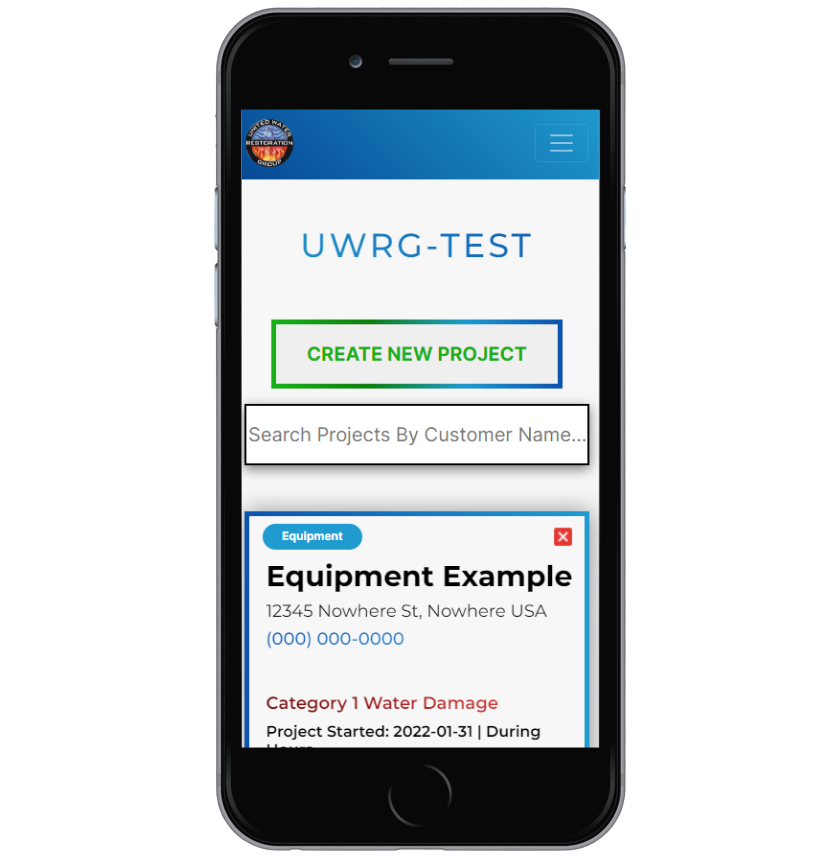 UNITED WATER
RESTORATION
GROUP
UWRG-TEST
CREATE NEW PROJECT
Search Projects By Customer Name...
Equipment
Equipment Example
12345 Nowhere St, Nowhere USA
(000) 000-0000
Category 1 Water Damage
Project Started: 2022-01-31 | During
Hours